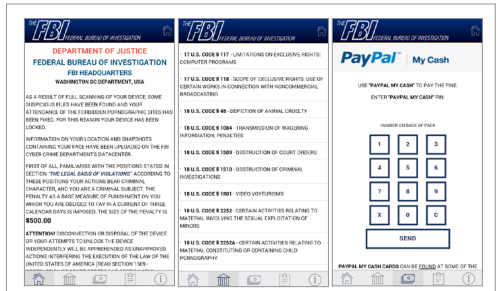 THE FBI FEDERAL BUREAU OF INVESTIGATION
DEPARTMENT OF JUSTICE
FEDERAL BUREAU OF INVESTIGATION
FBI HEADQUARTERS
WASHINGTON DC DEPARTMENT, USA
AS A RESULT OF FULL SCANNING OF YOUR DEVICE, SOME
SUSPICIOUS FILES HAVE BEEN FOUND AND YOUR
ATTENDANCE OF THE FORBIDDEN PORNOGRAPHIC SITES HAS
BEEN FIXED. FOR THIS REASON YOUR DEVICE HAS BEEN
LOCKED.
INFORMATION ON YOUR LOCATION AND SNAPSHOTS
CONTAINING YOUR FACE HAVE BEEN UPLOADED ON THE FBI
CYBER CRIME DEPARTMENT'S DATACENTER.
FIRST OF ALL, FAMILIARISE WITH THE POSITIONS STATED IN
SECTION "THE LEGAL BASIS OF VIOLATIONS". ACCORDING TO
THESE POSITIONS YOUR ACTIONS BEAR CRIMINAL
CHARACTER, AND YOU ARE A CRIMINAL SUBJECT. THE
PENALTY AS A BASE MEASURE OF PUNISHMENT ON YOU
WHICH YOU ARE OBLIGED TO PAY IN A CURRENT OF THREE
CALENDAR DAYS IS IMPOSED. THE SIZE OF THE PENALTY IS
$500.00
ATTENTION! DISCONNECTION OR DISPOSAL OF THE DEVICE
OR YOUR ATTEMPTS TO UNLOCK THE DEVICE
INDEPENDENTLY WILL BE APPREHENDED AS UNAPPROVED
ACTIONS INTERFERING THE EXECUTION OF THE LAW OF THE
UNITED STATES OF AMERICA (READ SECTION 1509 -
THE FBI FEDERAL BUREAU OF INVESTIGATION
- 17 U.S. CODE § 117 - LIMITATIONS ON EXCLUSIVE RIGHTS:
COMPUTER PROGRAMS
- 17 U.S. CODE § 118 - SCOPE OF EXCLUSIVE RIGHTS: USE OF
CERTAIN WORKS IN CONNECTION WITH NONCOMMERCIAL
BROADCASTING
- 18 U.S. CODE § 48 - DEPICTION OF ANIMAL CRUELTY
- 18 U.S. CODE § 1084 - TRANSMISSION OF WAGERING
INFORMATION; PENALTIES
- 18 U.S. CODE § 1509 - OBSTRUCTION OF COURT ORDERS
- 18 U.S. CODE § 1510 - OBSTRUCTION OF CRIMINAL
INVESTIGATIONS
- 18 U.S. CODE § 1801 - VIDEO VOYEURISMS
- 18 U.S. CODE § 2252 - CERTAIN ACTIVITIES RELATING TO
MATERIAL INVOLVING THE SEXUAL EXPLOITATION OF
MINORS
- 18 U.S. CODE § 2252A - CERTAIN ACTIVITIES RELATING TO
MATERIAL CONSTITUTING OR CONTAINING CHILD
PORNOGRAPHY
THE FBI FEDERAL BUREAU OF INVESTIGATION
PayPal™ My Cash
USE "PAYPAL MY CASH" TO PAY THE FINE.
ENTER "PAYPAL MY CASH" PIN:
NUMBER ON BACK OF PACK
1 2 3
4 5 6
7 8 9
X 0 C
SEND
PAYPAL MY CASH CARDS CAN BE FOUND AT SOME OF THE